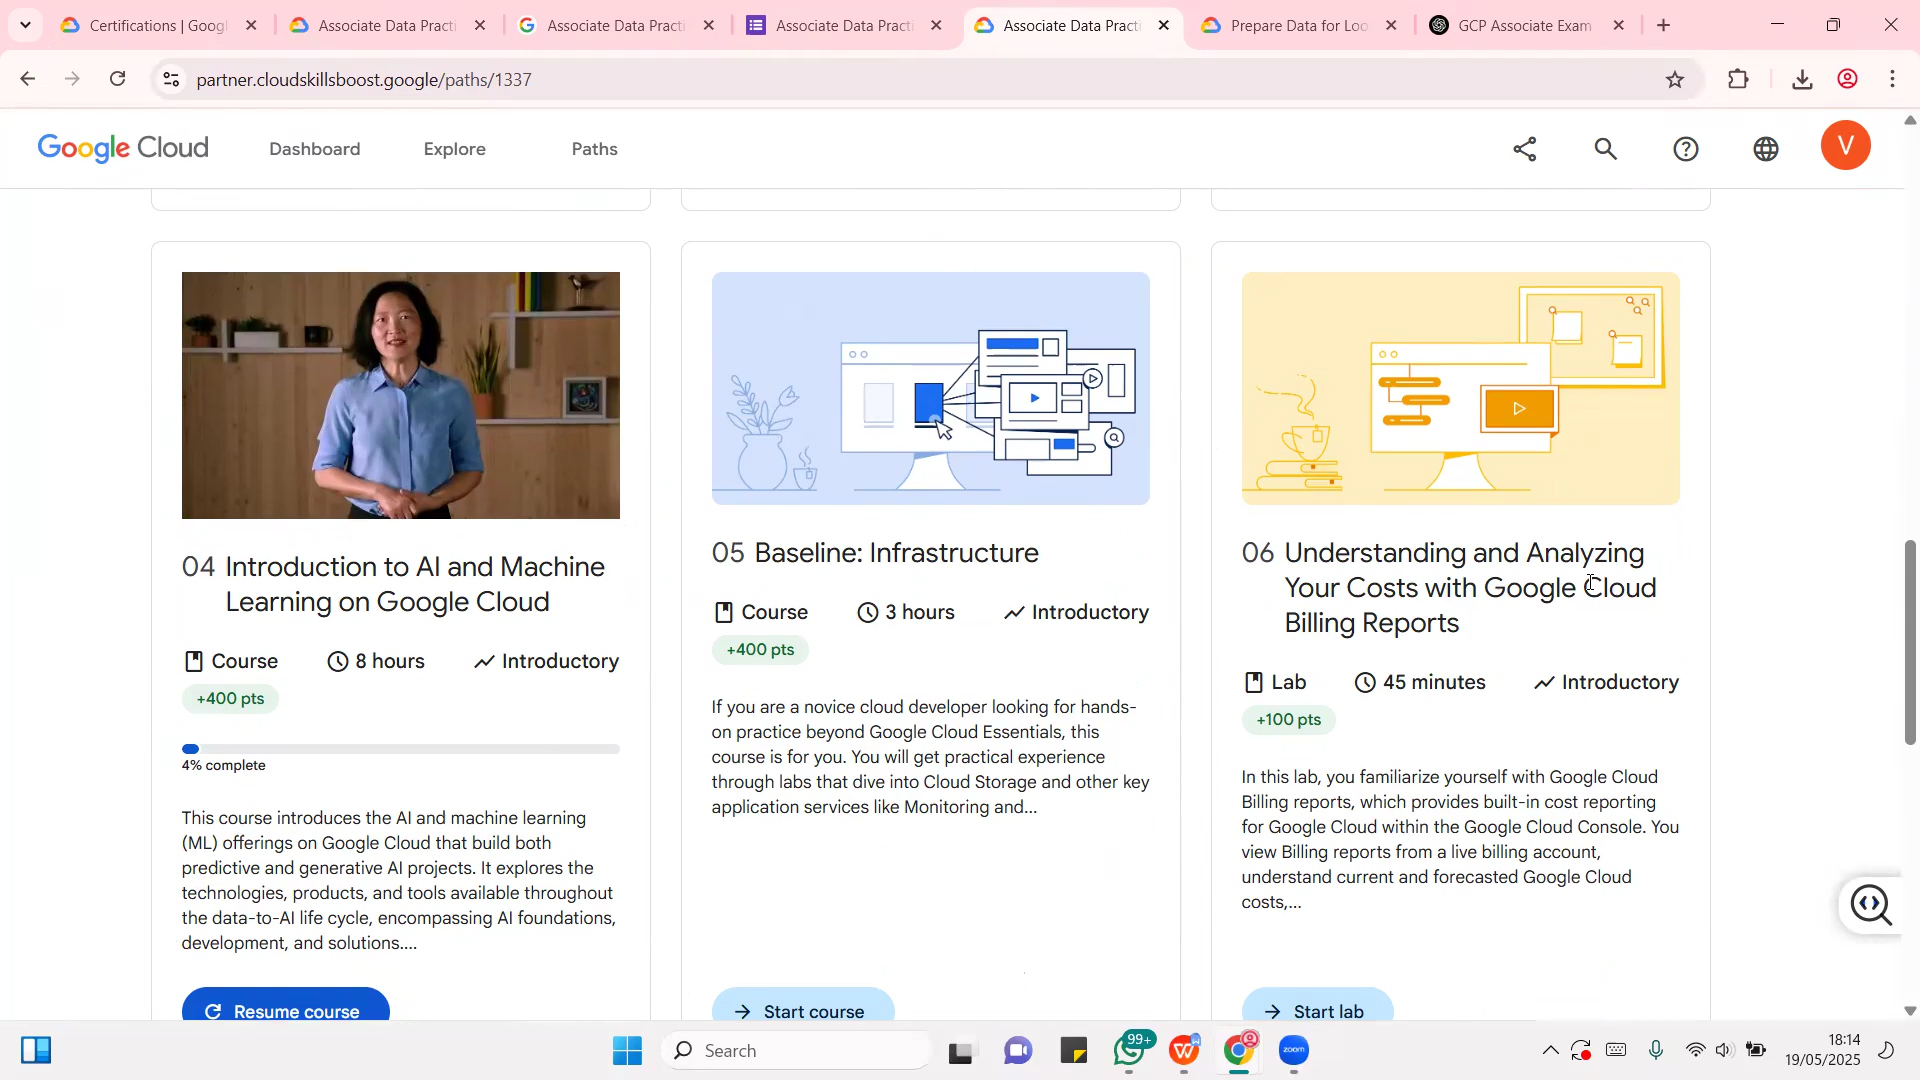 Certifications | Googl
Associate Data Practi
Associate Data Practi
Associate Data Practi
Associate Data Practi
Prepare Data for Loo
GCP Associate Exam
partner.cloudskillsboost.google/paths/1337
Google Cloud
Dashboard
Explore
Paths
V
04 Introduction to AI and Machine
Learning on Google Cloud
Course
8 hours
Introductory
+400 pts
4% complete
This course introduces the AI and machine learning
(ML) offerings on Google Cloud that build both
predictive and generative AI projects. It explores the
technologies, products, and tools available throughout
the data-to-AI life cycle, encompassing AI foundations,
development, and solutions....
Resume course
05 Baseline: Infrastructure
Course
3 hours
Introductory
+400 pts
If you are a novice cloud developer looking for hands-
on practice beyond Google Cloud Essentials, this
course is for you. You will get practical experience
through labs that dive into Cloud Storage and other key
application services like Monitoring and...
Start course
06 Understanding and Analyzing
Your Costs with Google Cloud
Billing Reports
Lab
45 minutes
Introductory
+100 pts
In this lab, you familiarize yourself with Google Cloud
Billing reports, which provides built-in cost reporting
for Google Cloud within the Google Cloud Console. You
view Billing reports from a live billing account,
understand current and forecasted Google Cloud
costs,...
Start lab
Search
99+
zoom
18:14
19/05/2025